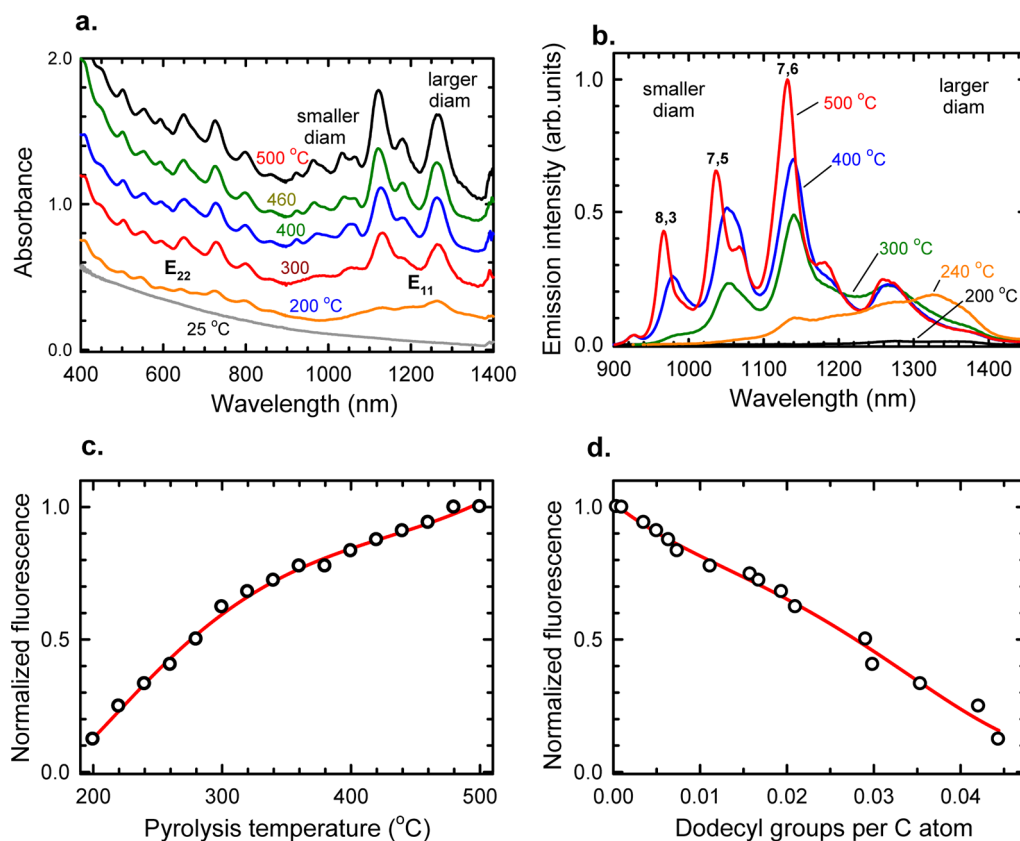 a.
2.0
1.0
0.0
Absorbance
smaller
diam
larger
diam
500 °C
460
400
300
200 °C
25 °C
E22
E11
400 600 800 1000 1200 1400
Wavelength (nm)
b.
1.0
0.5
0.0
Emission intensity (arb.units)
smaller
diam
larger
diam
8,3
7,5
7,6
500 °C
400 °C
300 °C
240 °C
200 °C
900 1000 1100 1200 1300 1400
Wavelength (nm)
c.
1.0
0.5
0.0
Normalized fluorescence
200 300 400 500
Pyrolysis temperature (°C)
d.
1.0
0.5
0.0
Normalized fluorescence
0.00 0.01 0.02 0.03 0.04
Dodecyl groups per C atom